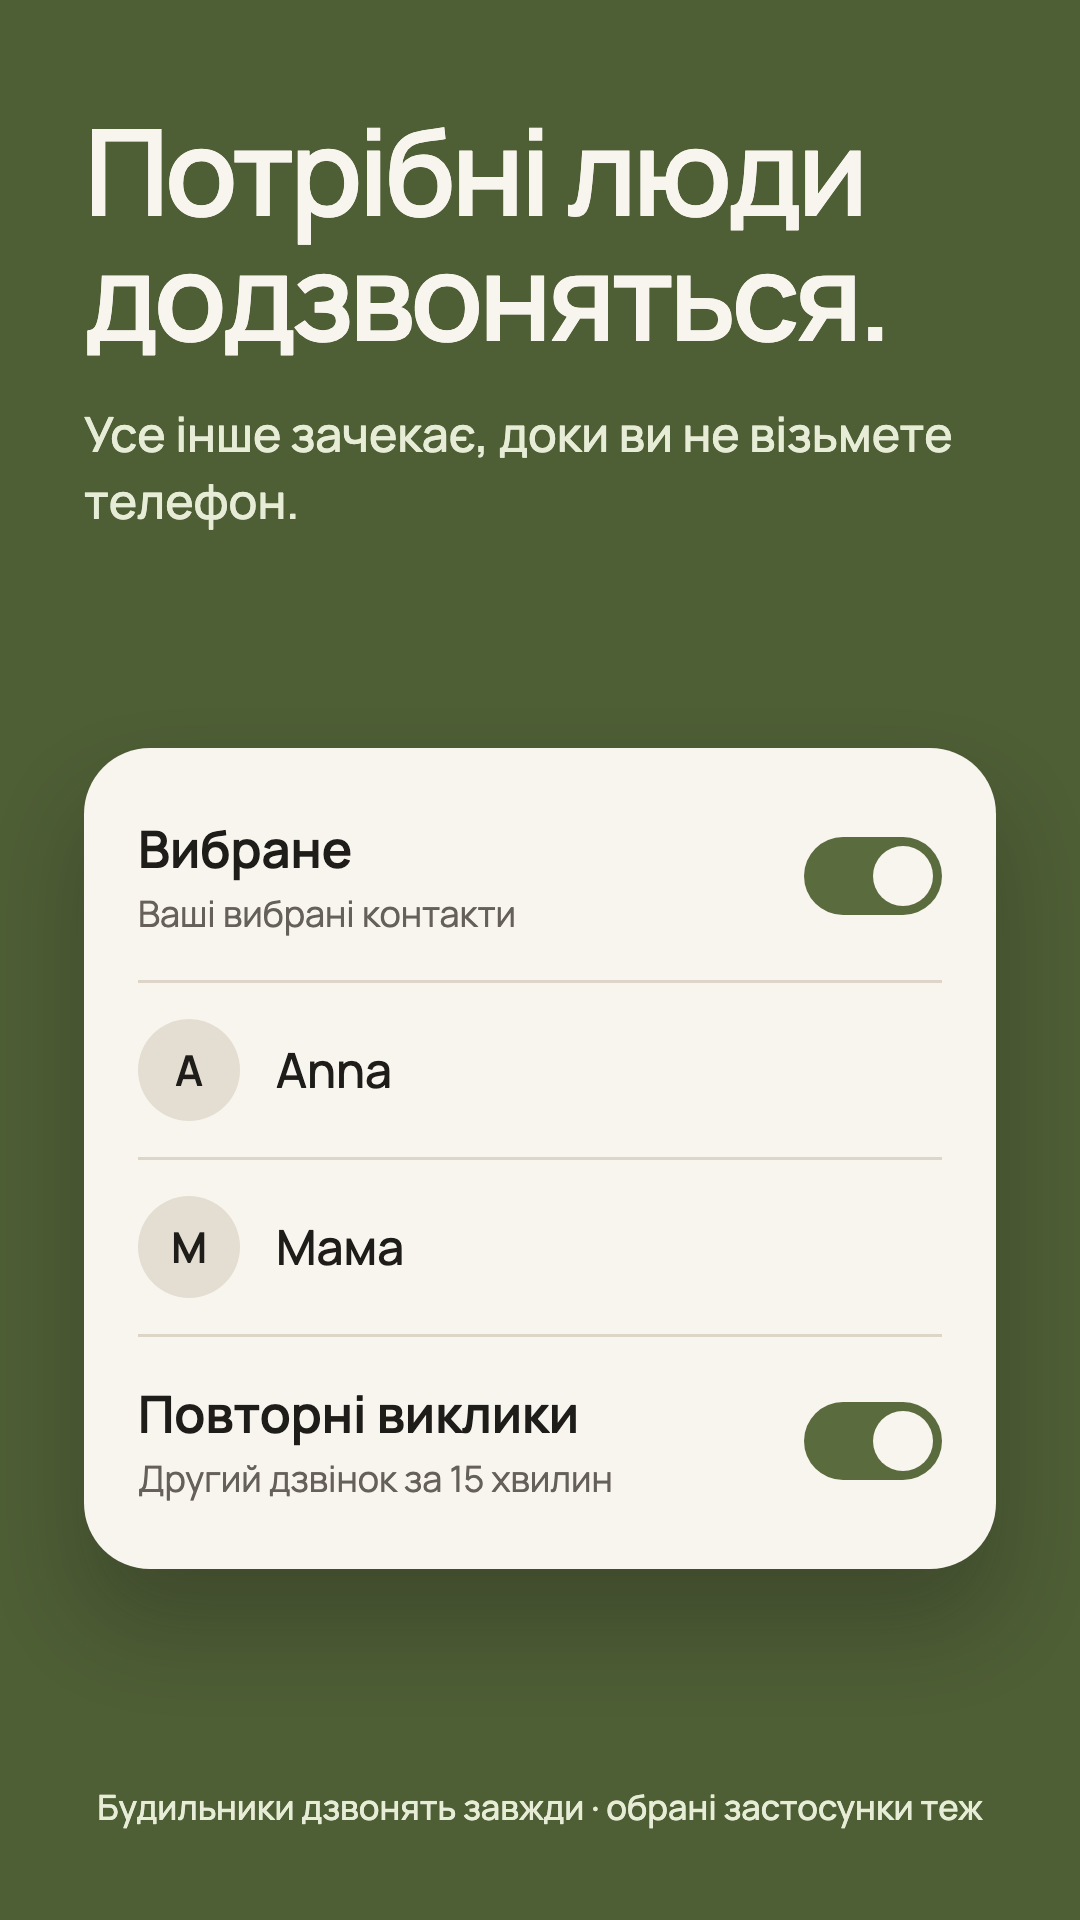 Потрібні люди
додзвоняться.
Усе інше зачекає, доки ви не візьмете
телефон.
Вибране
Ваші вибрані контакти
A
Anna
М
Мама
Повторні виклики
Другий дзвінок за 15 хвилин
Будильники дзвонять завжди · обрані застосунки теж